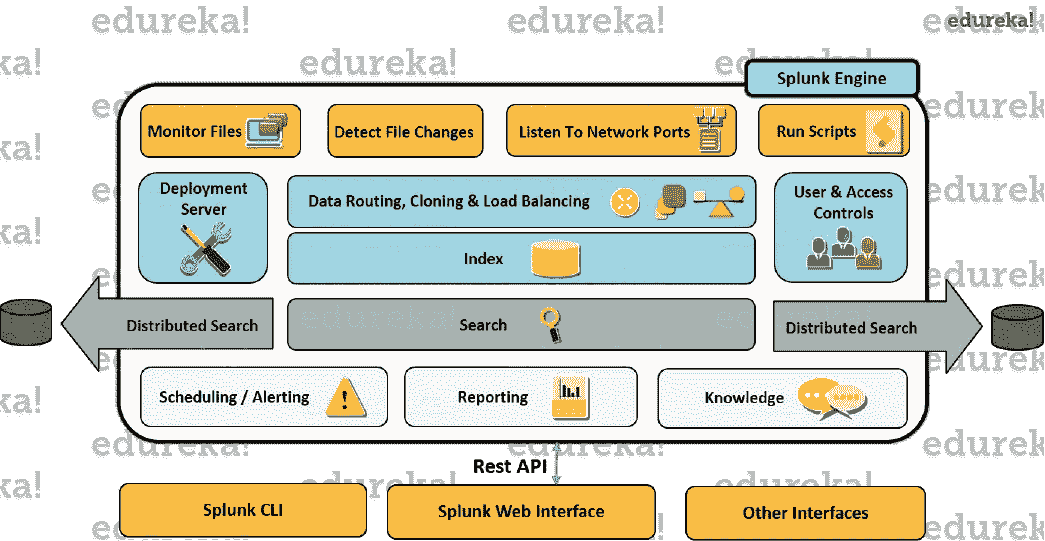 edureka!
Splunk Engine
Monitor Files
Detect File Changes
Listen To Network Ports
Run Scripts
Deployment
Server
Data Routing, Cloning & Load Balancing
User & Access
Controls
Index
Distributed Search
Search
Distributed Search
Scheduling / Alerting
Reporting
Knowledge
Rest API
Splunk CLI
Splunk Web Interface
Other Interfaces